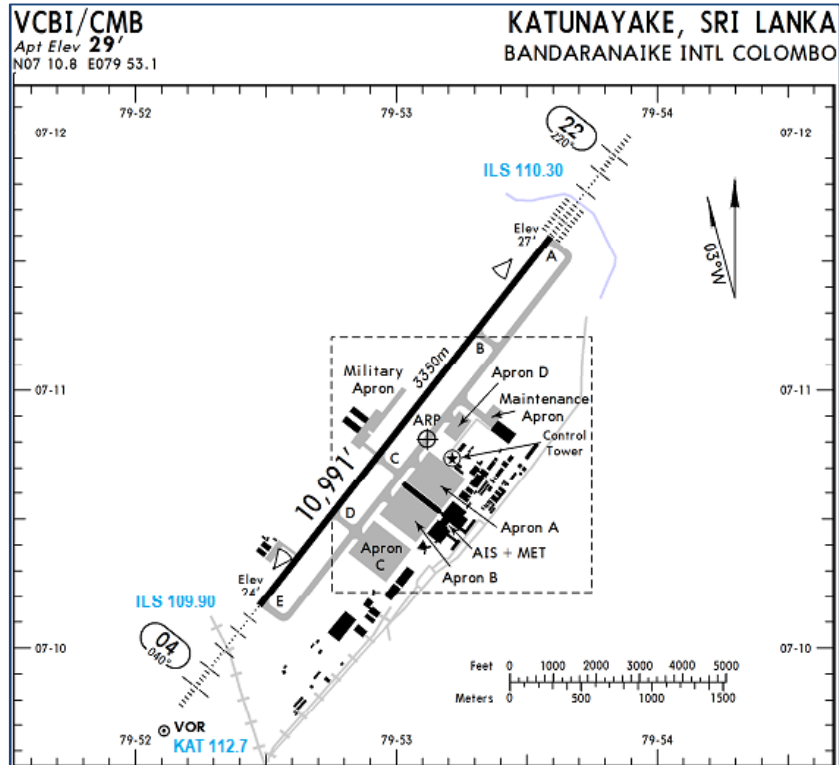 VCBI/CMB
Apt Elev 29'
N07 10.8 E079 53.1
KATUNAYAKE, SRI LANKA
BANDARANAIKE INTL COLOMBO
79-52
79-53
79-54
07-12
07-12
22
220°
ILS 110.30
Elev
27'
A
03°W
B
3350m
Military
Apron
Apron D
07-11
07-11
Maintenance
Apron
ARP
Control
Tower
C
10,991'
D
Apron A
AIS + MET
Apron
C
Apron B
Elev
24'
E
ILS 109.90
04
040°
07-10
07-10
Feet 0 1000 2000 3000 4000 5000
Meters 0 500 1000 1500
VOR
KAT 112.7
79-52
79-53
79-54